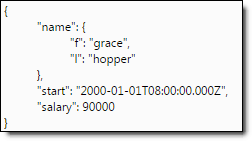 {
"name": {
"f": "grace",
"l": "hopper"
},
"start": "2000-01-01T08:00:00.000Z",
"salary": 90000
}